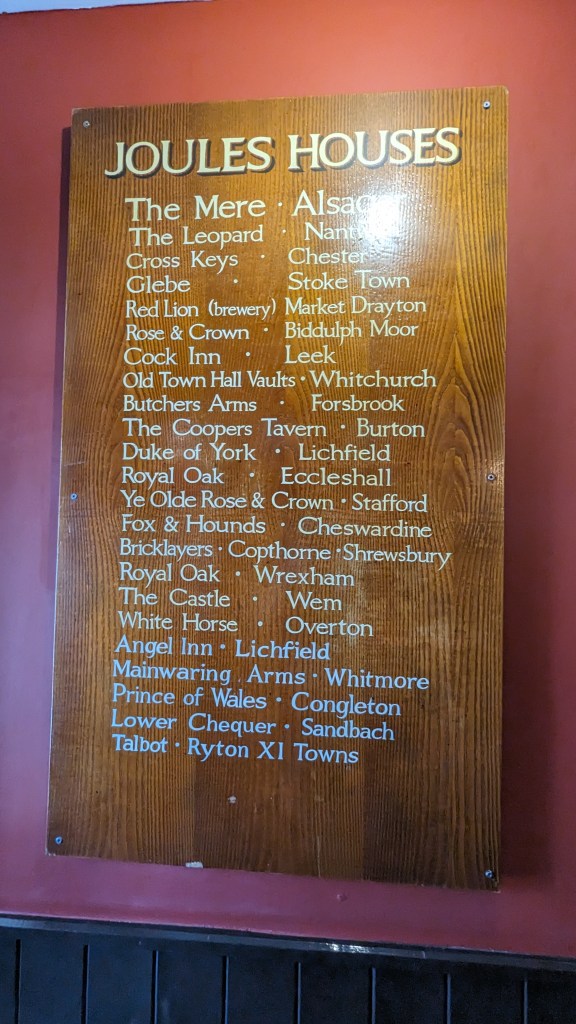 JOULES HOUSES
The Mere · Alsager
The Leopard ·
Cross Keys · Chester
Glebe · Stoke Town
Red Lion (brewery) Market Drayton
Rose & Crown · Biddulph Moor
Cock Inn · Leek
Old Town Hall Vaults · Whitchurch
Butchers Arms · Forsbrook
The Coopers Tavern · Burton
Duke of York · Lichfield
Royal Oak · Eccleshall
Ye Olde Rose & Crown · Stafford
Fox & Hounds · Cheswardine
Bricklayers · Copthorne · Shrewsbury
Royal Oak · Wrexham
The Castle · Wem
White Horse · Overton
Angel Inn · Lichfield
Mainwaring Arms · Whitmore
Prince of Wales · Congleton
Lower Chequer · Sandbach
Talbot · Ryton XI Towns